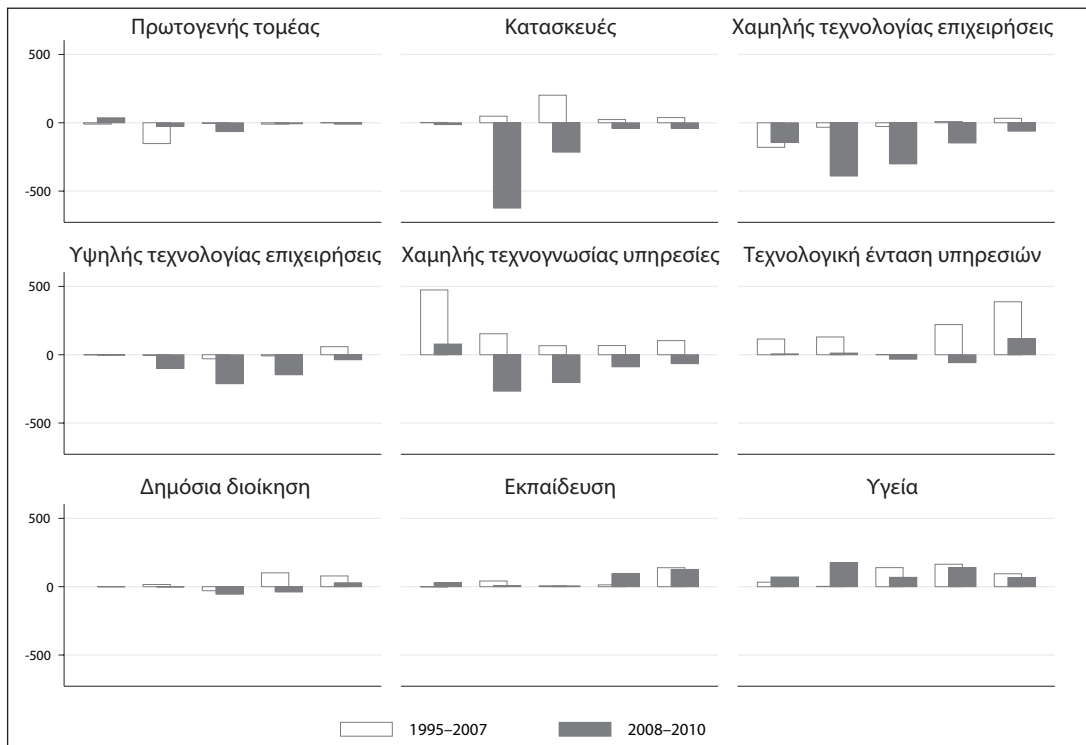 Πρωτογενής τομέας
Κατασκευές
Χαμηλής τεχνολογίας επιχειρήσεις
500
0
-500
Υψηλής τεχνολογίας επιχειρήσεις
Χαμηλής τεχνογνωσίας υπηρεσίες
Τεχνολογική ένταση υπηρεσιών
500
0
-500
Δημόσια διοίκηση
Εκπαίδευση
Υγεία
500
0
-500
1995–2007
2008–2010